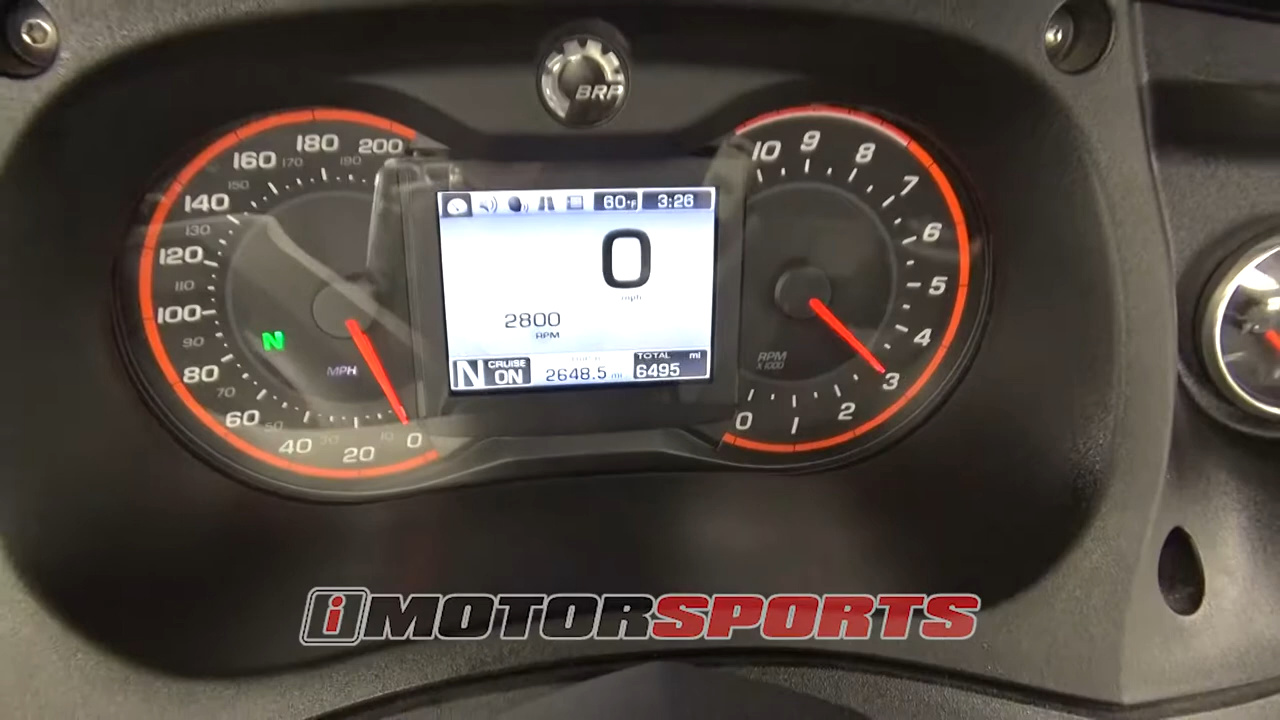 BRP
180
200
160
170
190
150
140
130
120
110
100
90
N
80
MPH
70
60
50
40
30
20
10
0
60°F
3:26
0
mph
2800
RPM
N
CRUISE
ON
2648.5 mi
TOTAL mi
6495
10
9
8
7
6
5
4
3
2
1
0
RPM
X 1000
i MOTORSPORTS